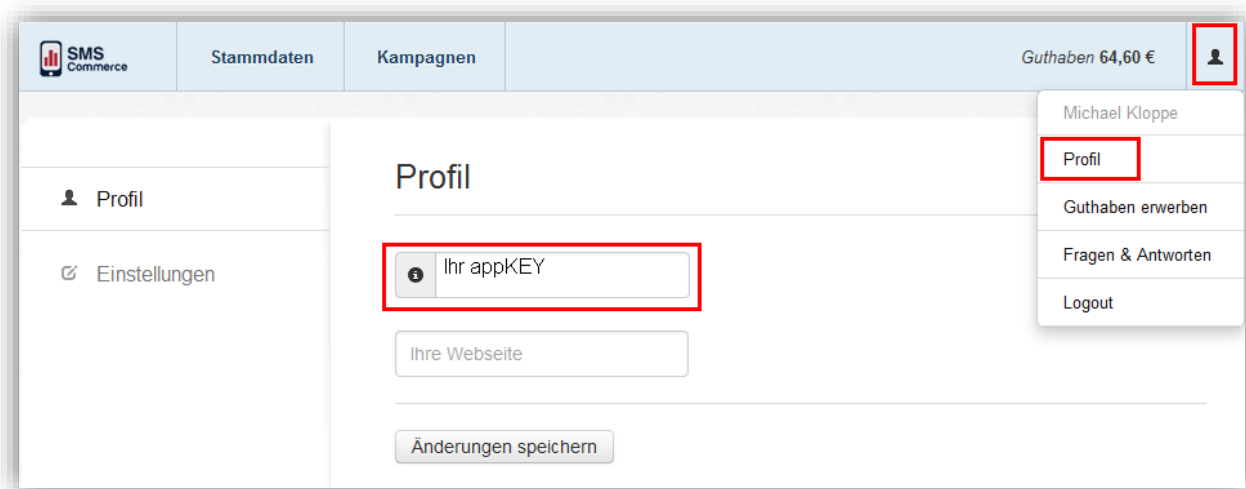 SMS
Commerce
Stammdaten
Kampagnen
Guthaben 64,60 €
Michael Kloppe
Profil
Guthaben erwerben
Fragen & Antworten
Logout
Profil
Einstellungen
Profil
Ihr appKEY
Ihre Webseite
Änderungen speichern